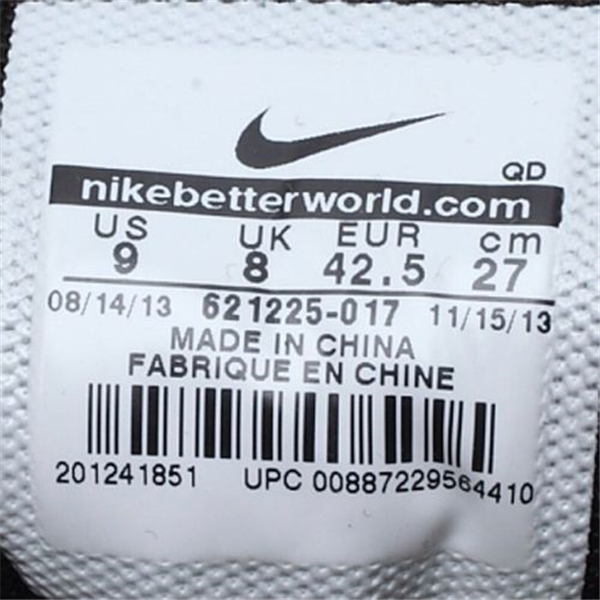 QD
nikebetterworld.com
US UK EUR cm
9 8 42.5 27
08/14/13 621225-017 11/15/13
MADE IN CHINA
FABRIQUE EN CHINE
201241851 UPC 00887229564410